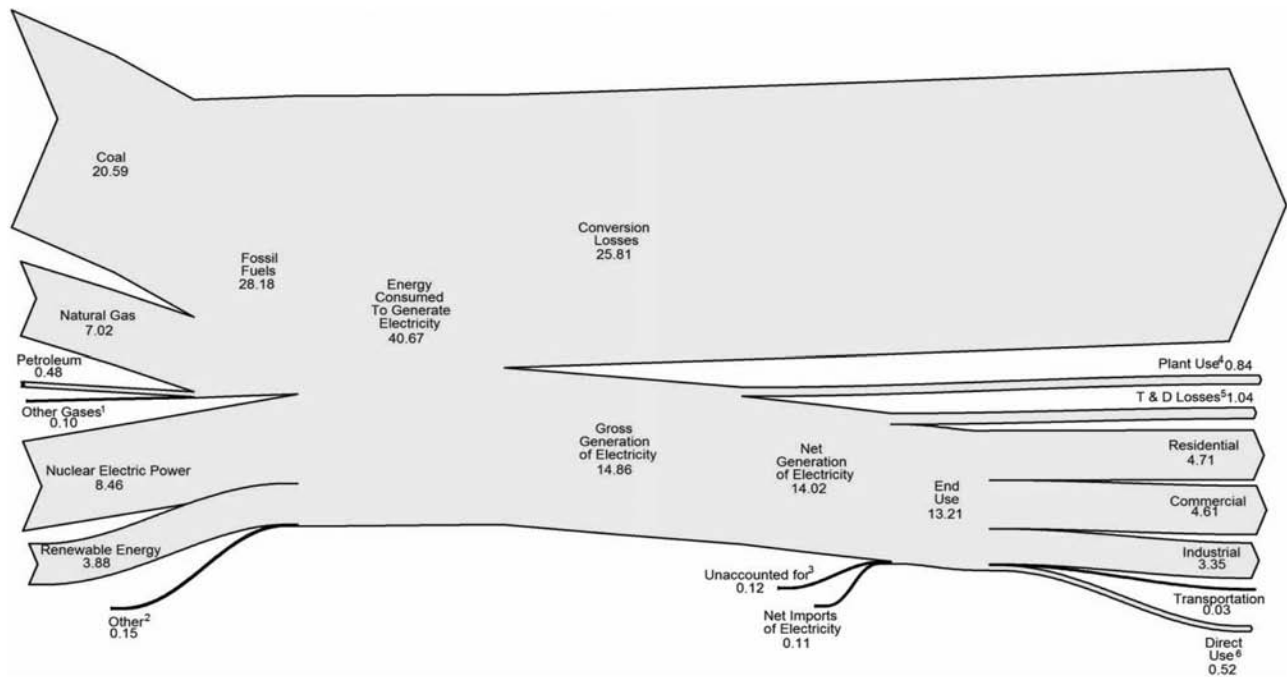 Coal
20.59
Natural Gas
7.02
Petroleum
0.48
Other Gases¹
0.10
Nuclear Electric Power
8.46
Renewable Energy
3.88
Other²
0.15
Fossil
Fuels
28.18
Energy
Consumed
To Generate
Electricity
40.67
Conversion
Losses
25.81
Gross
Generation
of Electricity
14.86
Net
Generation
of Electricity
14.02
Unaccounted for³
0.12
Net Imports
of Electricity
0.11
End
Use
13.21
Plant Use⁴ 0.84
T & D Losses⁵ 1.04
Residential
4.71
Commercial
4.61
Industrial
3.35
Transportation
0.03
Direct
Use⁶
0.52